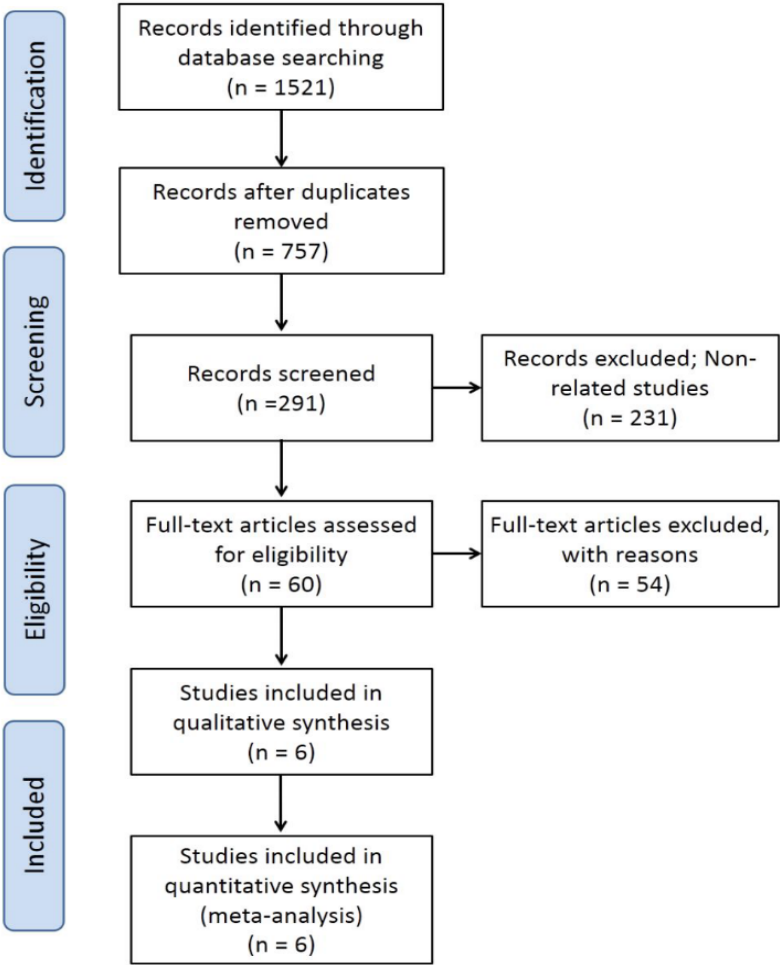 Identification
Records identified through
database searching
(n = 1521)
Records after duplicates
removed
(n = 757)
Screening
Records screened
(n =291)
Records excluded; Non-
related studies
(n = 231)
Eligibility
Full-text articles assessed
for eligibility
(n = 60)
Full-text articles excluded,
with reasons
(n = 54)
Studies included in
qualitative synthesis
(n = 6)
Included
Studies included in
quantitative synthesis
(meta-analysis)
(n = 6)